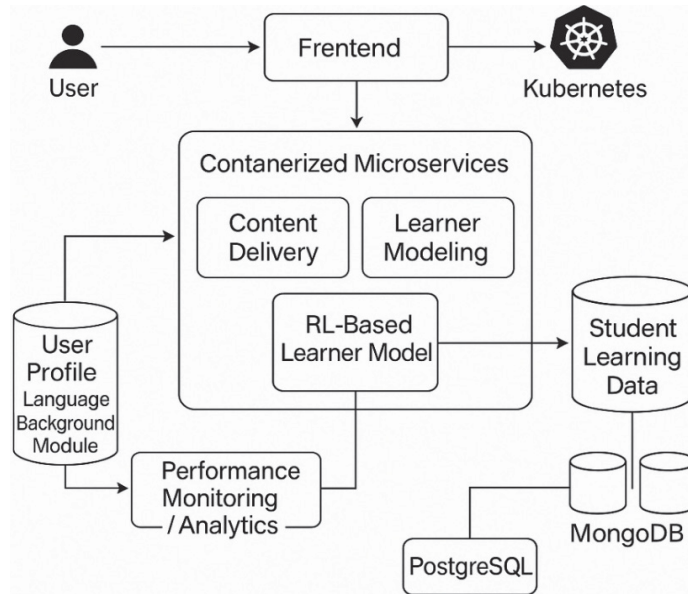 Frentend
User
Kubernetes
Contanerized Microservices
Content
Delivery
Learner
Modeling
RL-Based
Learner Model
User
Profile
Language
Background
Module
Student
Learning
Data
Performance
Monitoring
/ Analytics
MongoDB
PostgreSQL